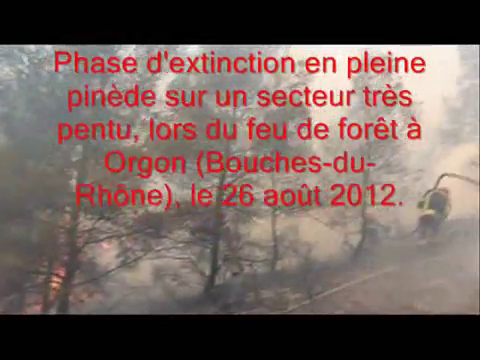 Phase d'extinction en pleine
pinède sur un secteur très
pentu, lors du feu de forêt à
Orgon (Bouches-du-
Rhône), le 26 août 2012.